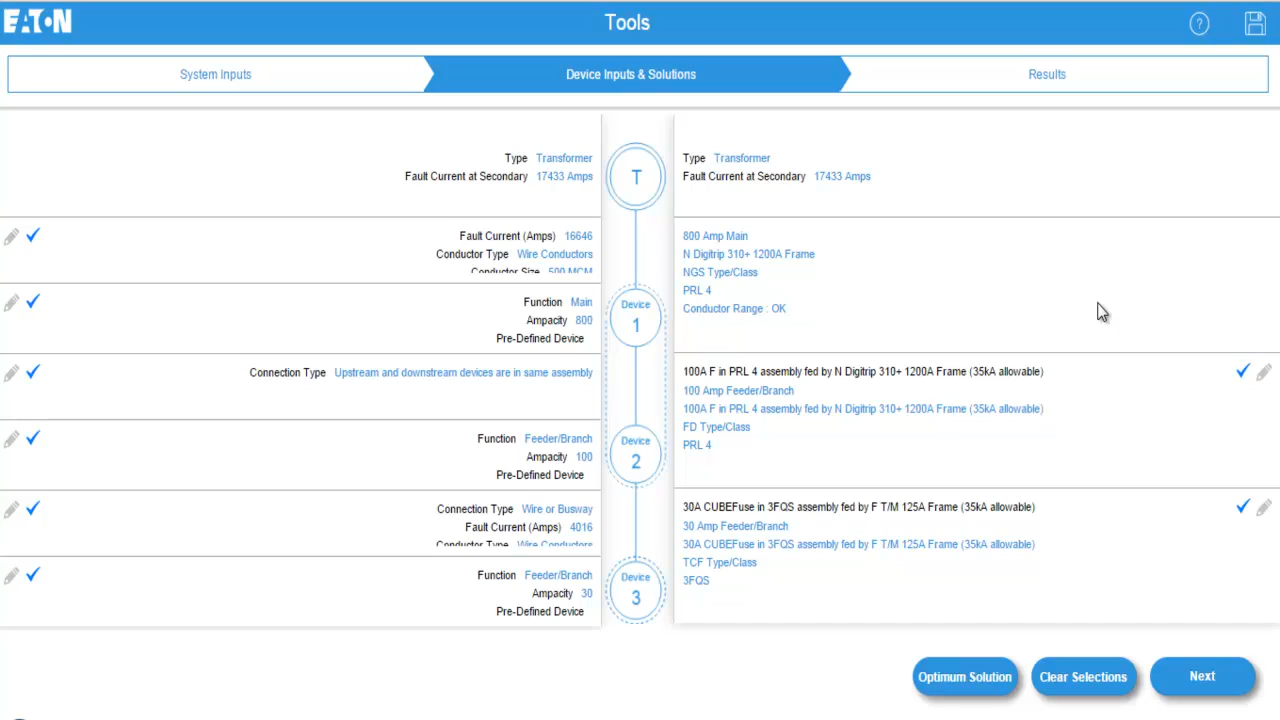 EATON
Tools
?
System Inputs
Device Inputs & Solutions
Results
Type Transformer
Fault Current at Secondary 17433 Amps
T
Type Transformer
Fault Current at Secondary 17433 Amps
Fault Current (Amps) 16646
Conductor Type Wire Conductors
Conductor Size 500 MCM
800 Amp Main
N Digitrip 310+ 1200A Frame
NGS Type/Class
PRL 4
Conductor Range : OK
Function Main
Ampacity 800
Pre-Defined Device
Device
1
Connection Type Upstream and downstream devices are in same assembly
100A F in PRL 4 assembly fed by N Digitrip 310+ 1200A Frame (35kA allowable)
100 Amp Feeder/Branch
100A F in PRL 4 assembly fed by N Digitrip 310+ 1200A Frame (35kA allowable)
FD Type/Class
PRL 4
Function Feeder/Branch
Ampacity 100
Pre-Defined Device
Device
2
Connection Type Wire or Busway
Fault Current (Amps) 4016
Conductor Type Wire Conductors
30A CUBEFuse in 3FQS assembly fed by F T/M 125A Frame (35kA allowable)
30 Amp Feeder/Branch
30A CUBEFuse in 3FQS assembly fed by F T/M 125A Frame (35kA allowable)
TCF Type/Class
3FQS
Function Feeder/Branch
Ampacity 30
Pre-Defined Device
Device
3
Optimum Solution
Clear Selections
Next